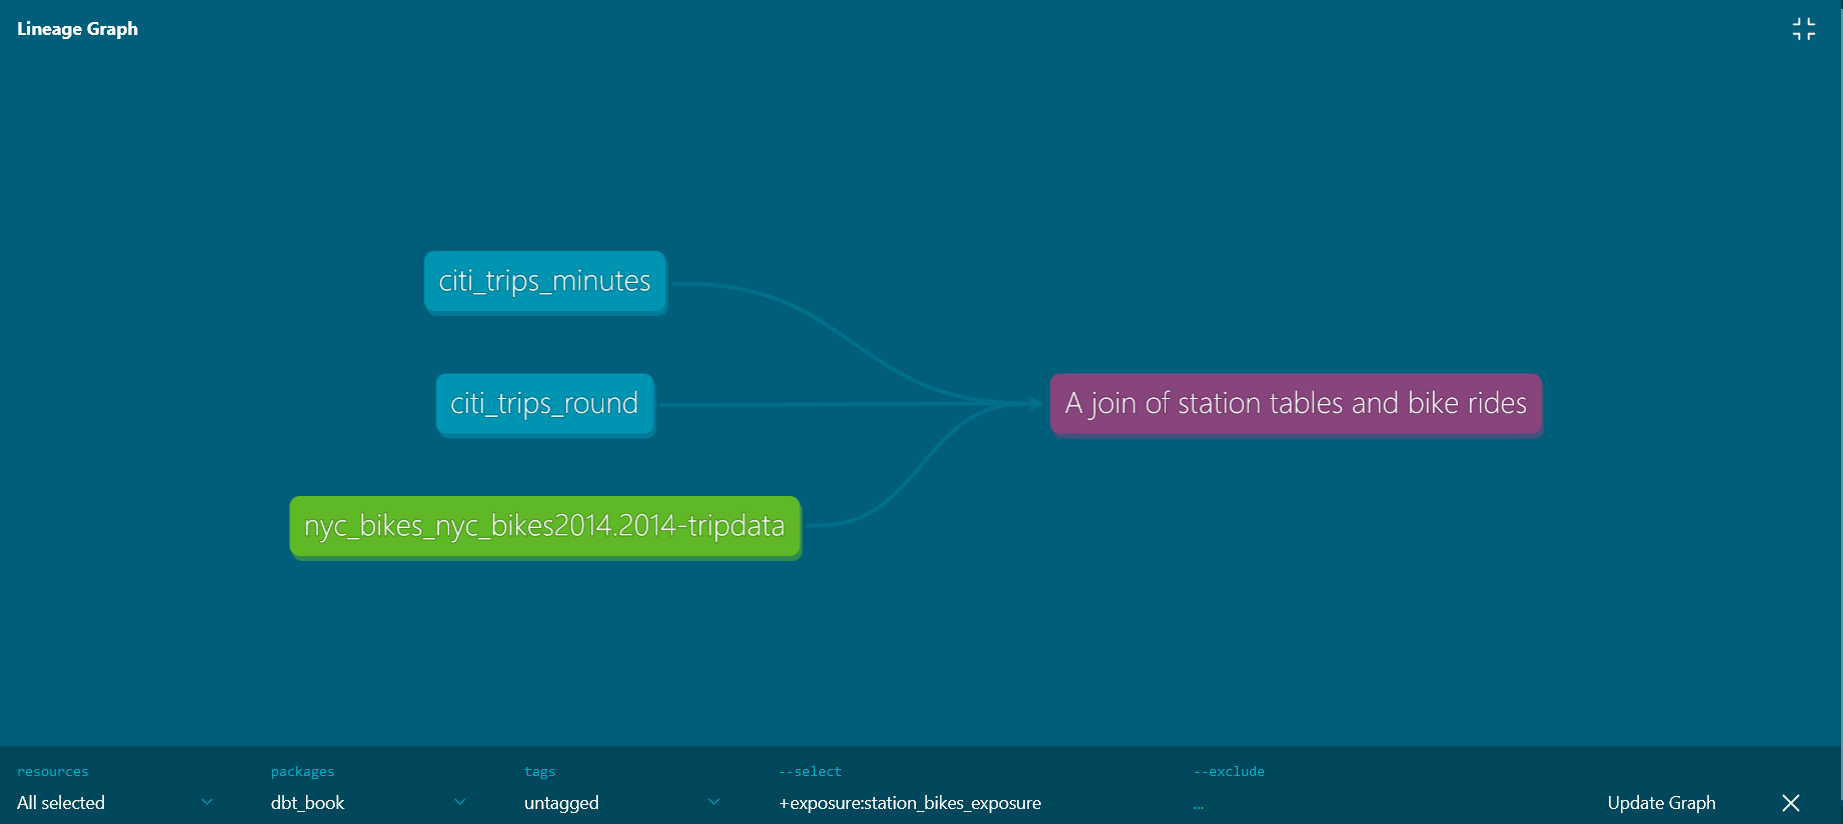 Lineage Graph
citi_trips_minutes
citi_trips_round
A join of station tables and bike rides
nyc_bikes_nyc_bikes2014.2014-tripdata
resources
All selected
packages
dbt_book
tags
untagged
--select
+exposure:station_bikes_exposure
--exclude
...
Update Graph